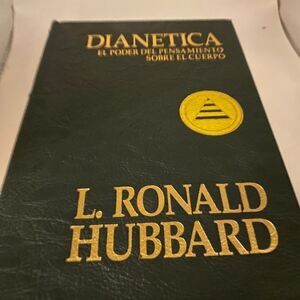 DIANETICA
EL PODER DEL PENSAMIENTO
SOBRE EL CUERPO
L. RONALD
HUBBARD